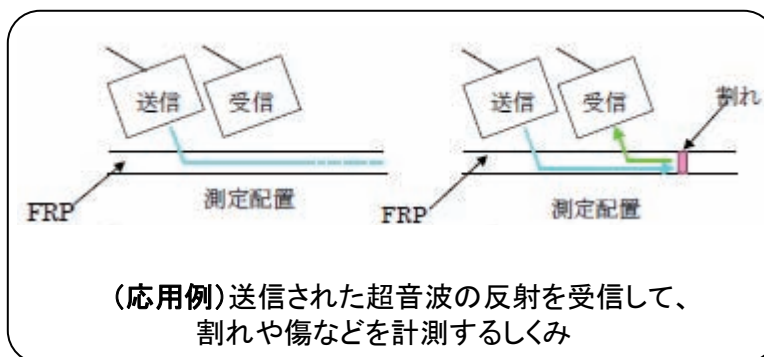 送信 受信
FRP
測定配置
送信 受信
割れ
FRP
測定配置
(応用例)送信された超音波の反射を受信して、
割れや傷などを計測するしくみ